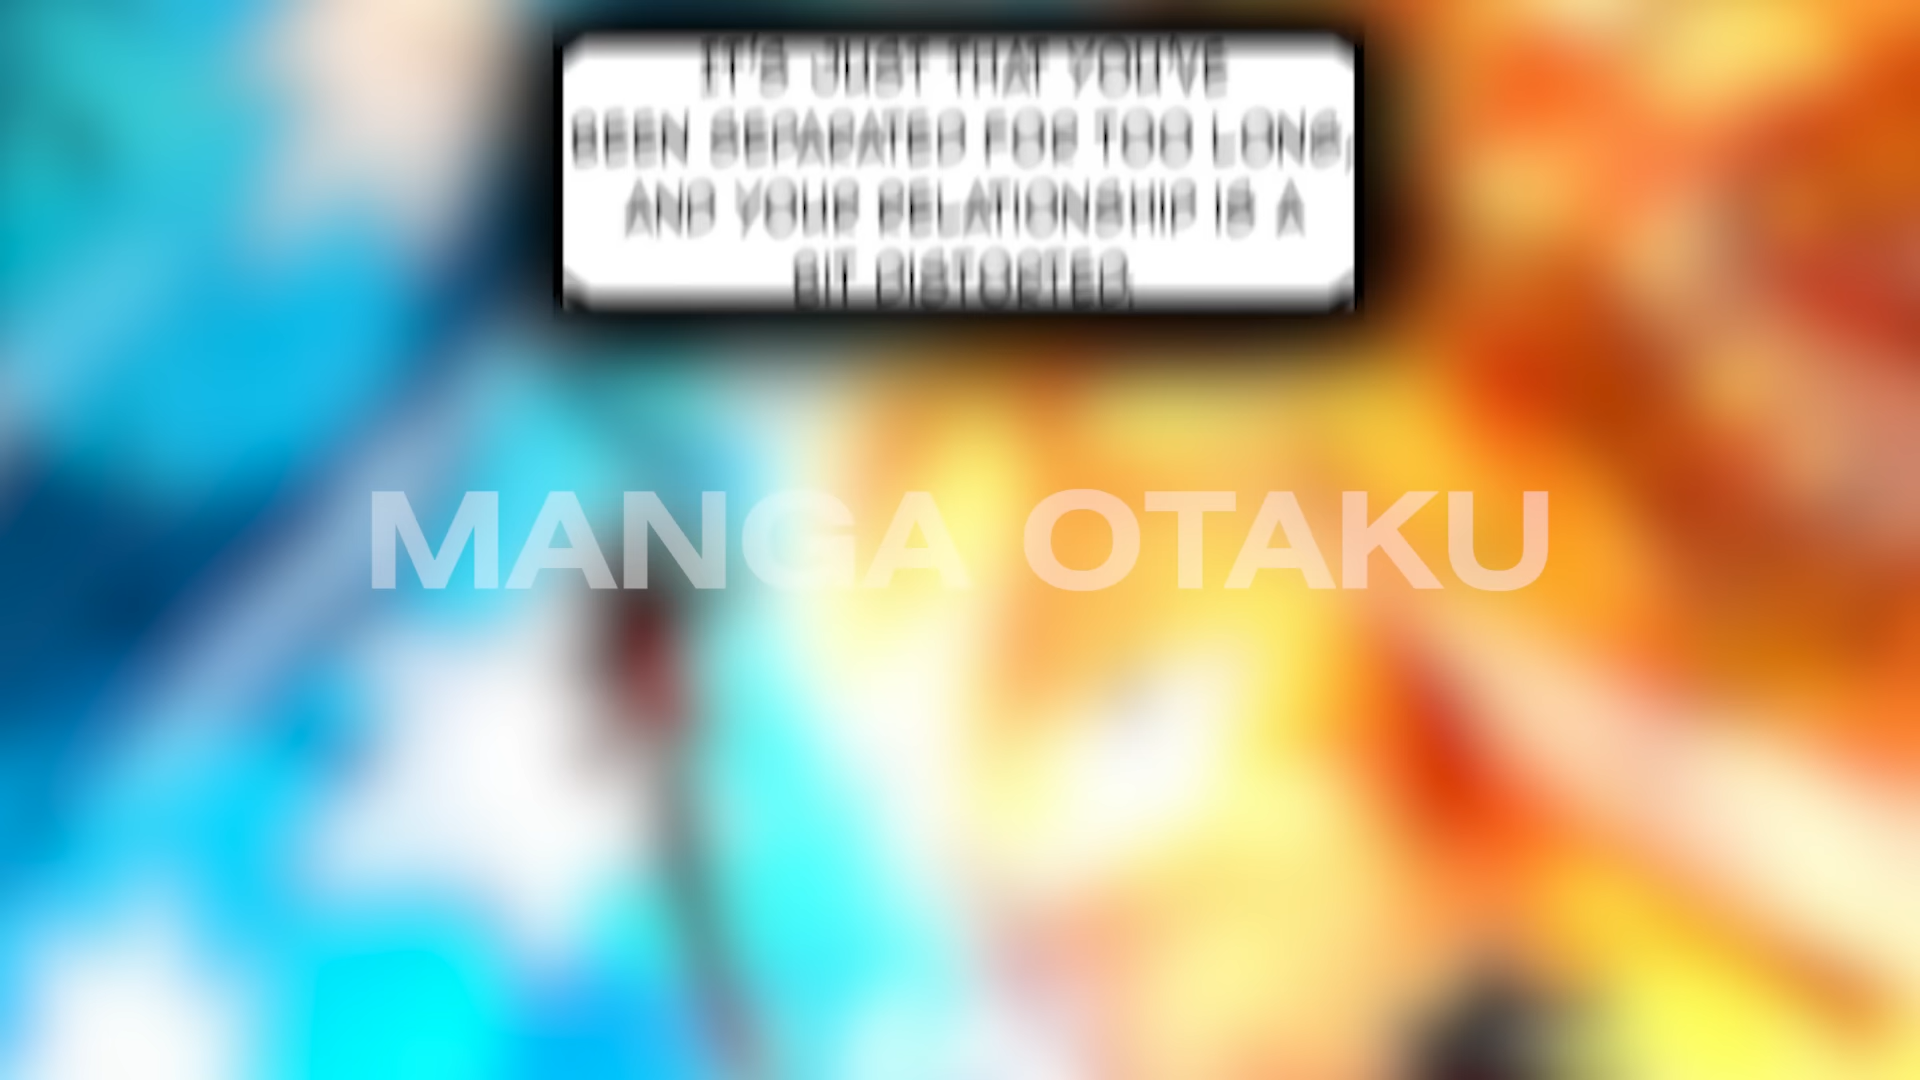 IT'S JUST THAT YOU'VE
BEEN SEPARATED FOR TOO LONG,
AND YOUR RELATIONSHIP IS A
BIT DISTORTED.
MANGA OTAKU